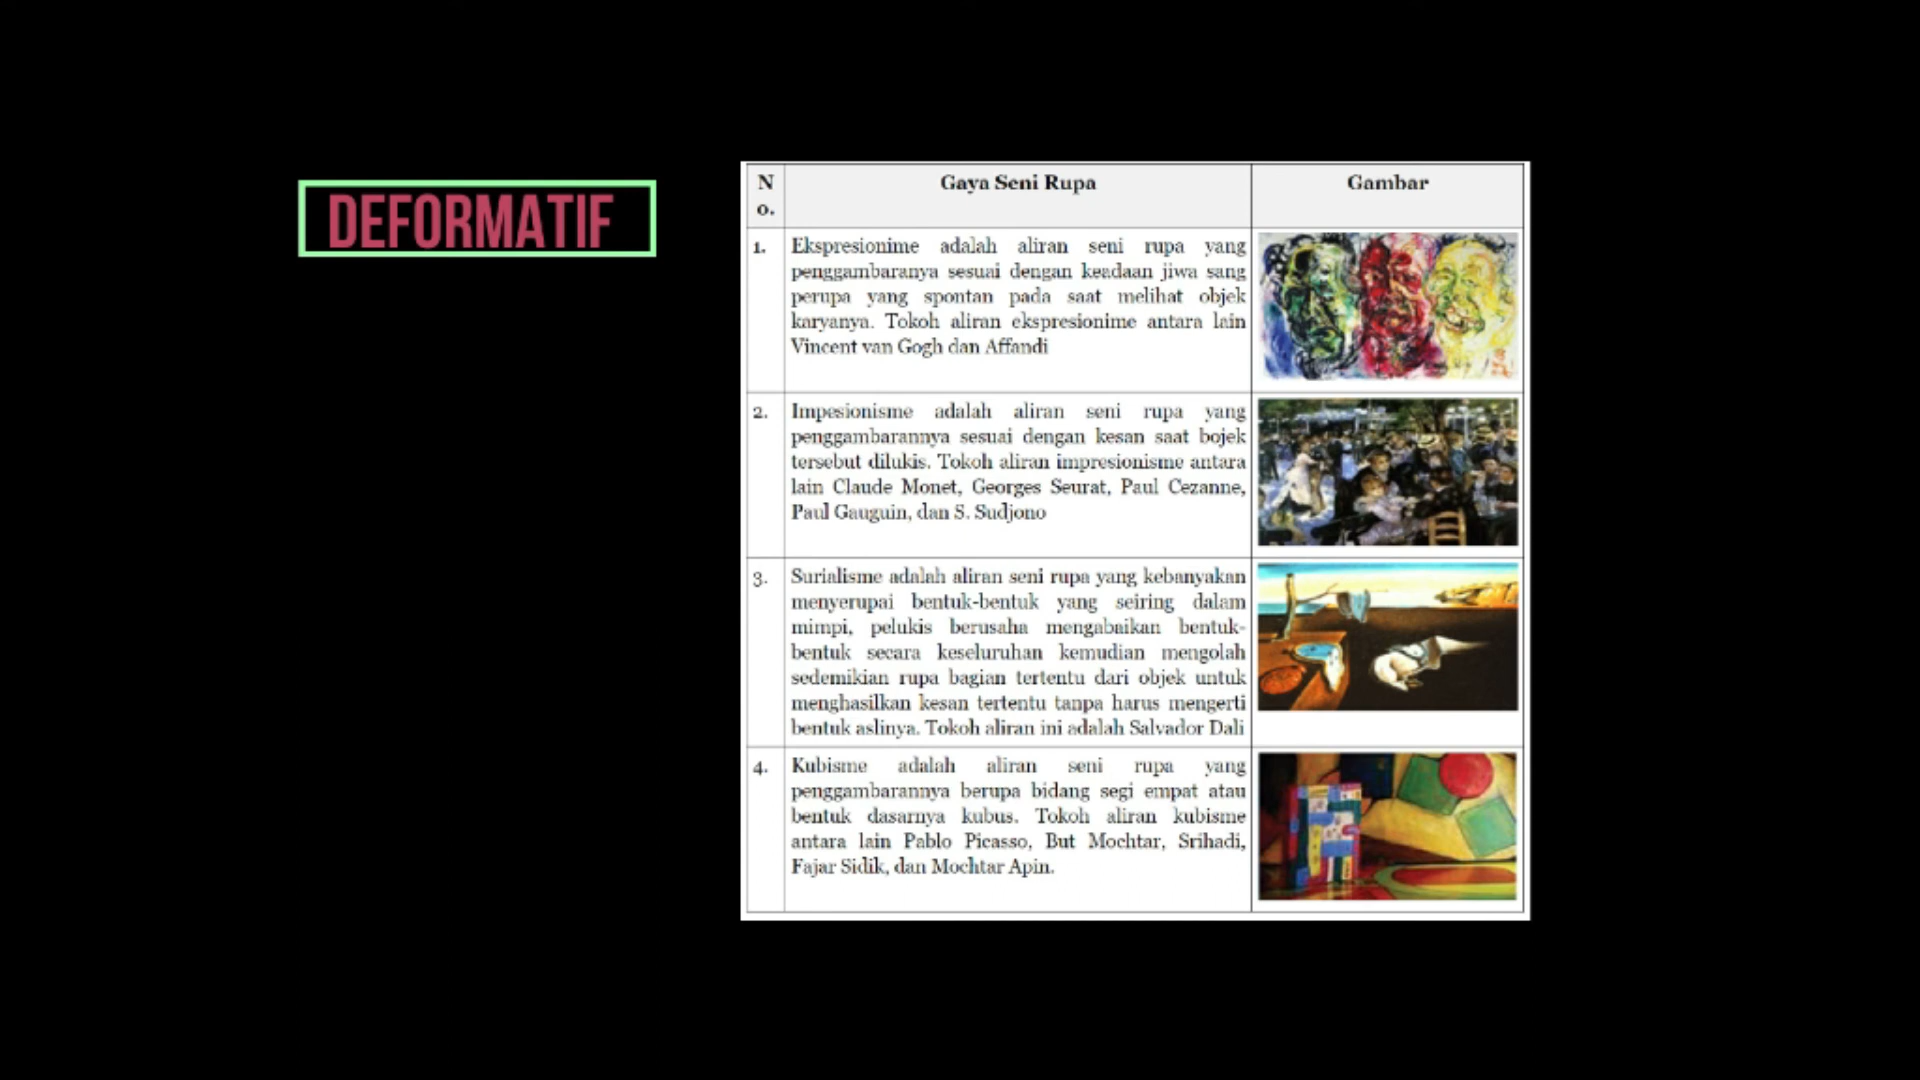 DEFORMATIF
N
o.
Gaya Seni Rupa
Gambar
1.
Ekspresionime adalah aliran seni rupa yang
penggambaranya sesuai dengan keadaan jiwa sang
perupa yang spontan pada saat melihat objek
karyanya. Tokoh aliran ekspresionime antara lain
Vincent van Gogh dan Affandi
2.
Impesionisme adalah aliran seni rupa yang
penggambarannya sesuai dengan kesan saat bojek
tersebut dilukis. Tokoh aliran impresionisme antara
lain Claude Monet, Georges Seurat, Paul Cezanne,
Paul Gauguin, dan S. Sudjono
3.
Surialisme adalah aliran seni rupa yang kebanyakan
menyerupai bentuk-bentuk yang seiring dalam
mimpi, pelukis berusaha mengabaikan bentuk-
bentuk secara keseluruhan kemudian mengolah
sedemikian rupa bagian tertentu dari objek untuk
menghasilkan kesan tertentu tanpa harus mengerti
bentuk aslinya. Tokoh aliran ini adalah Salvador Dali
4.
Kubisme adalah aliran seni rupa yang
penggambarannya berupa bidang segi empat atau
bentuk dasarnya kubus. Tokoh aliran kubisme
antara lain Pablo Picasso, But Mochtar, Srihadi,
Fajar Sidik, dan Mochtar Apin.